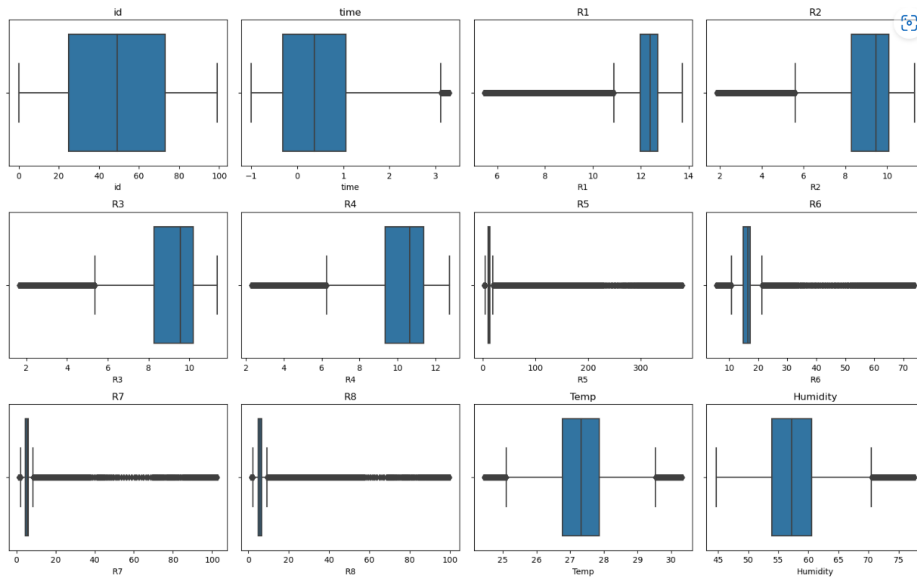 id
time
R1
R2
0 20 40 60 80 100
−1 0 1 2 3
6 8 10 12 14
2 4 6 8 10
id
time
R1
R2
R3
R4
R5
R6
2 4 6 8 10
2 4 6 8 10 12
0 100 200 300
10 20 30 40 50 60 70
R3
R4
R5
R6
R7
R8
Temp
Humidity
0 20 40 60 80 100
0 20 40 60 80 100
25 26 27 28 29 30
45 50 55 60 65 70 75
R7
R8
Temp
Humidity